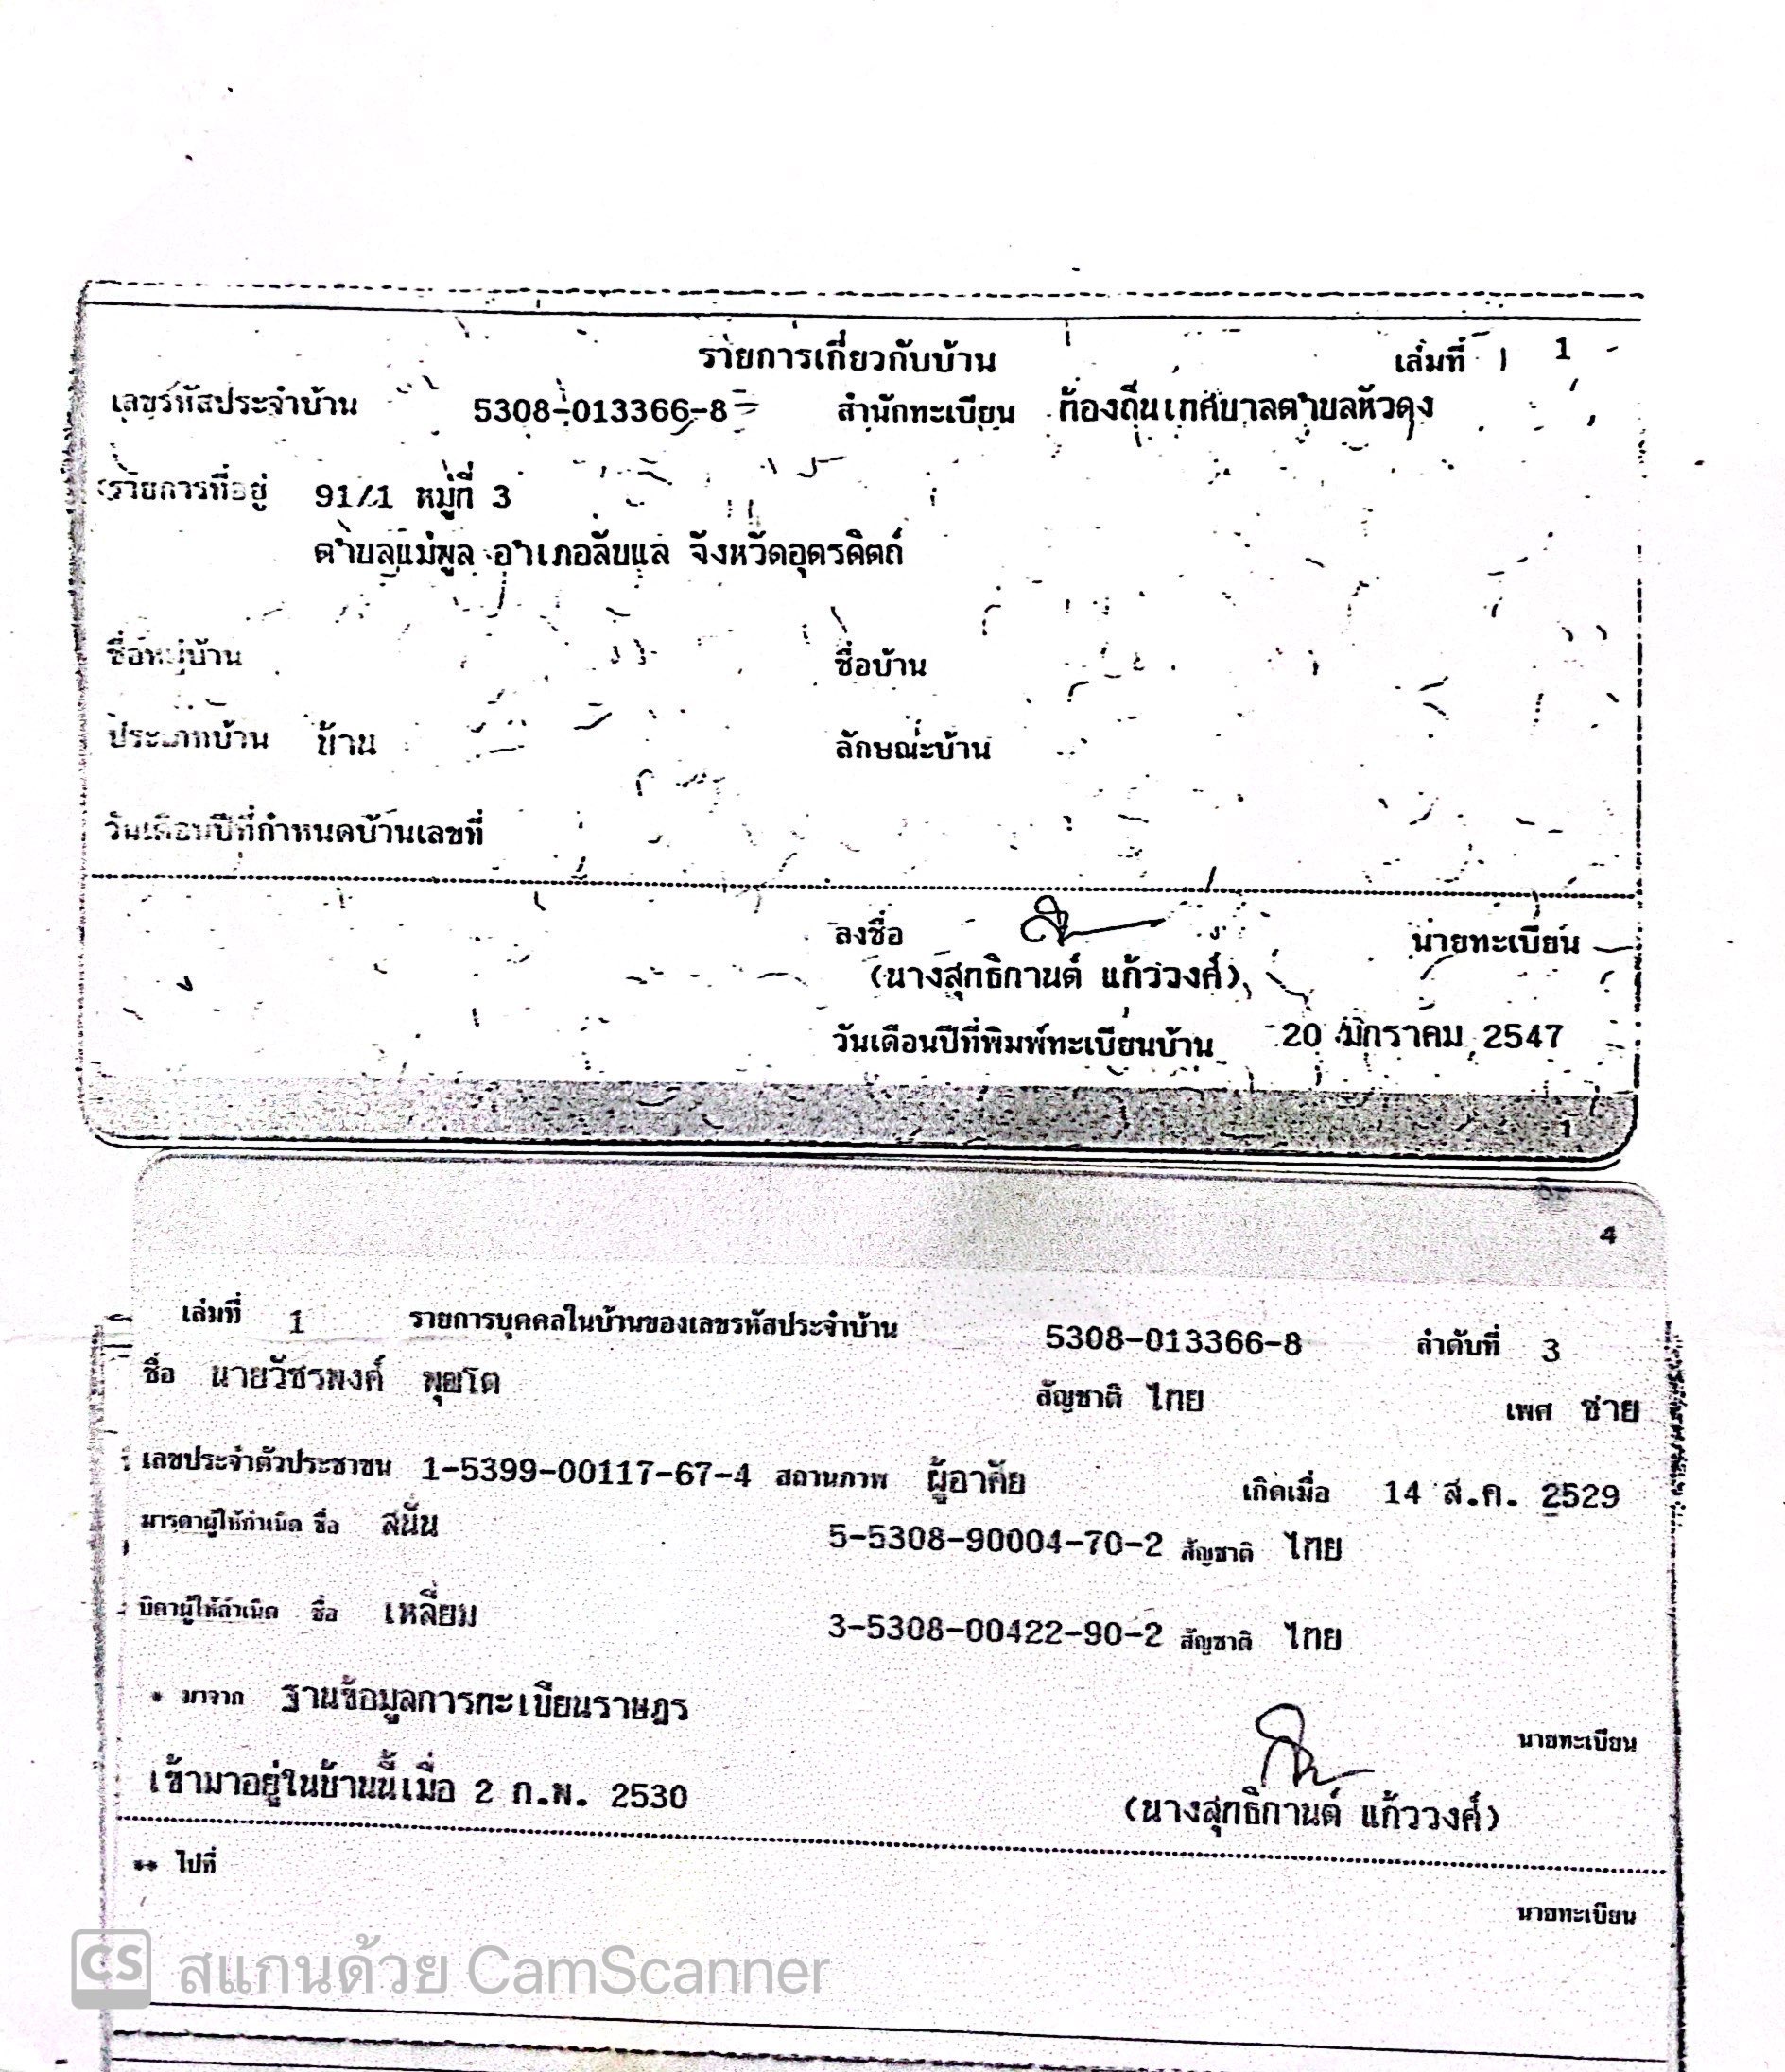 รายการเกี่ยวกับบ้าน เล่มที่ 1
เลขรหัสประจำบ้าน 5308-013366-8 สำนักทะเบียน ท้องถิ่นเทศบาลตำบลหัวดง
รายการที่อยู่ 91/1 หมู่ที่ 3
ตำบลแม่พูล อำเภอลับแล จังหวัดอุตรดิตถ์
ชื่อหมู่บ้าน ชื่อบ้าน
ประเภทบ้าน บ้าน ลักษณะบ้าน
วันเดือนปีที่กำหนดบ้านเลขที่
ลงชื่อ นายทะเบียน
(นางสุทธิกานต์ แก้ววงศ์)
วันเดือนปีที่พิมพ์ทะเบียนบ้าน 20 มกราคม 2547
1
4
เล่มที่ 1 รายการบุคคลในบ้านของเลขรหัสประจำบ้าน 5308-013366-8 ลำดับที่ 3
ชื่อ นายวัชรพงศ์ สัญชาติ ไทย เพศ ชาย
เลขประจำตัวประชาชน 1-5399-00117-67-4 สถานภาพ ผู้อาศัย เกิดเมื่อ 14 ส.ค. 2529
มารดาผู้ให้กำเนิด ชื่อ สนั่น 5-5308-90004-70-2 สัญชาติ ไทย
บิดาผู้ให้กำเนิด ชื่อ เหลี่ยม 3-5308-00422-90-2 สัญชาติ ไทย
* มาจาก ฐานข้อมูลการทะเบียนราษฎร
นายทะเบียน
เข้ามาอยู่ในบ้านนี้เมื่อ 2 ก.พ. 2530
(นางสุทธิกานต์ แก้ววงศ์)
** ไปที่
นายทะเบียน
CS สแกนด้วย CamScanner